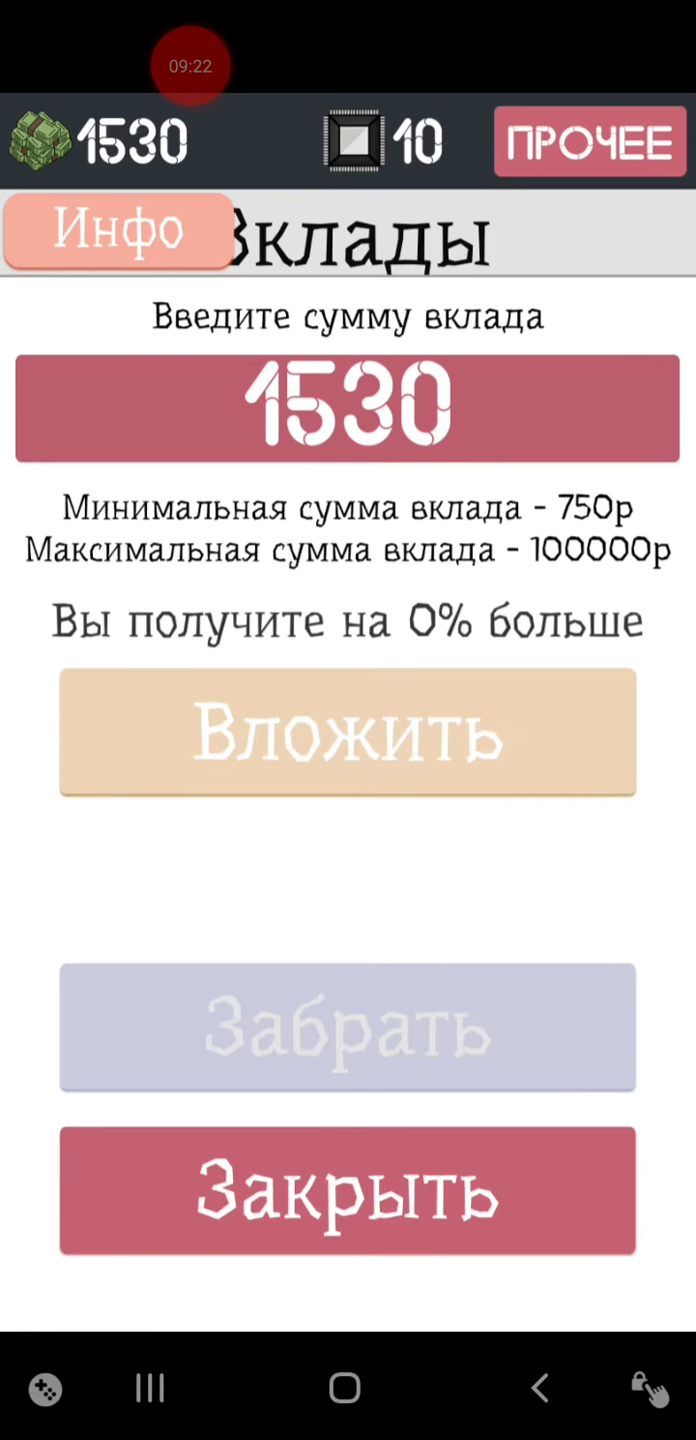 09:22
1530 10 ПРОЧЕЕ
Инфо Вклады
Введите сумму вклада
1530
Минимальная сумма вклада - 750р
Максимальная сумма вклада - 100000р
Вы получите на 0% больше
Вложить
Забрать
Закрыть